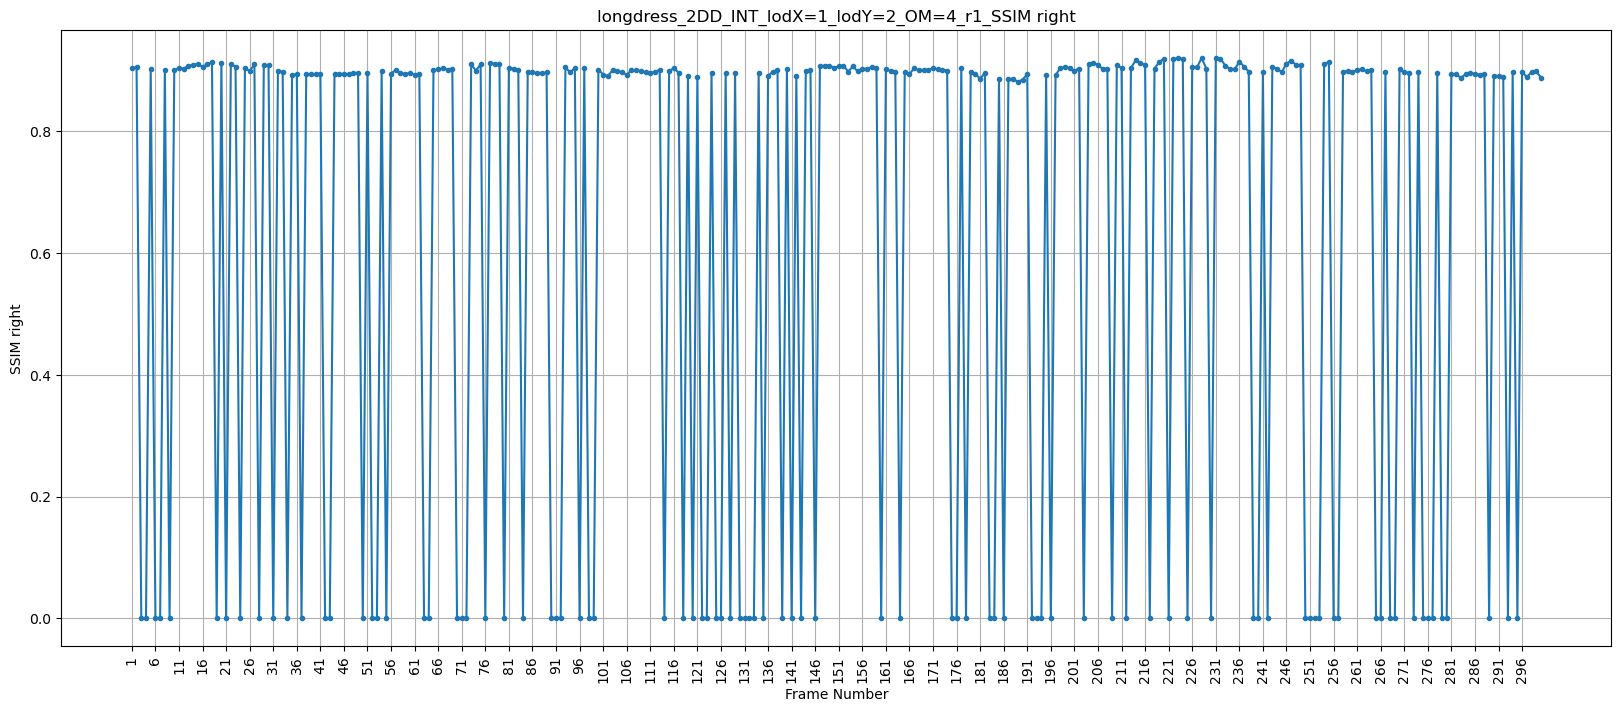 longdress_2DD_INT_lodX=1_lodY=2_OM=4_r1_SSIM right
SSIM right
0.8
0.6
0.4
0.2
0.0
1 6 11 16 21 26 31 36 41 46 51 56 61 66 71 76 81 86 91 96 101 106 111 116 121 126 131 136 141 146 151 156 161 166 171 176 181 186 191 196 201 206 211 216 221 226 231 236 241 246 251 256 261 266 271 276 281 286 291 296
Frame Number